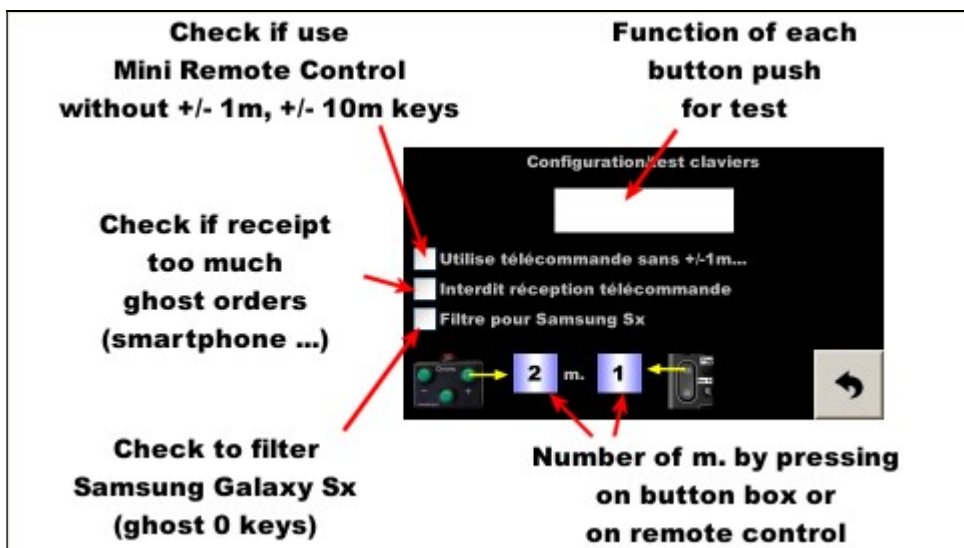 Check if use
Mini Remote Control
without +/- 1m, +/- 10m keys
Function of each
button push
for test
Configuration/test claviers
Check if receipt
too much
ghost orders
(smartphone ...)
Utilise télécommande sans +/-1m...
Interdit réception télécommande
Filtre pour Samsung Sx
2 m. 1
Check to filter
Samsung Galaxy Sx
(ghost 0 keys)
Number of m. by pressing
on button box or
on remote control